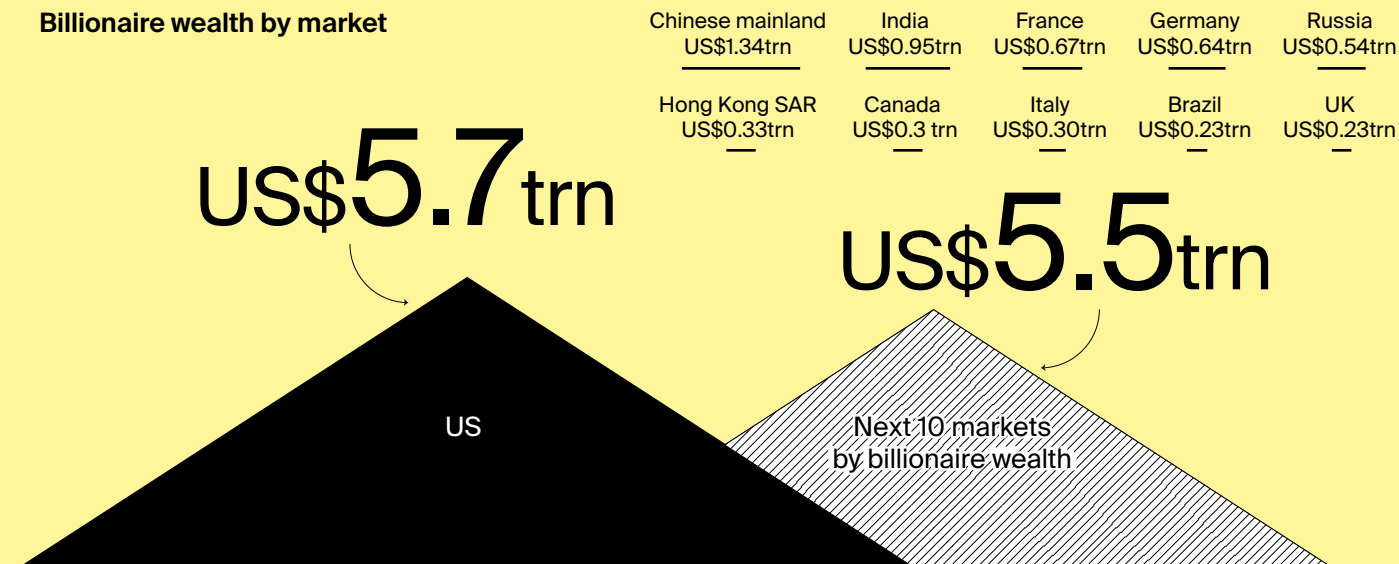 Billionaire wealth by market
Chinese mainland
US$1.34trn
India
US$0.95trn
France
US$0.67trn
Germany
US$0.64trn
Russia
US$0.54trn
Hong Kong SAR
US$0.33trn
Canada
US$0.3 trn
Italy
US$0.30trn
Brazil
US$0.23trn
UK
US$0.23trn
US$5.7trn
US$5.5trn
US
Next 10 markets
by billionaire wealth